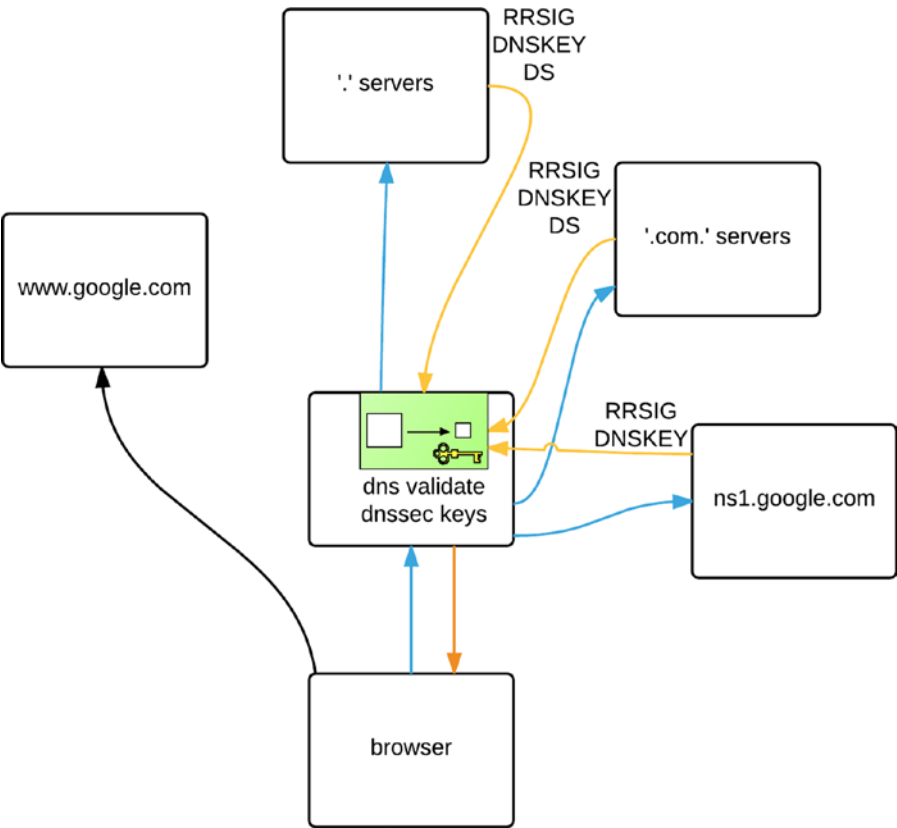 RRSIG
DNSKEY
DS
'.' servers
RRSIG
DNSKEY
DS
'.com.' servers
www.google.com
RRSIG
DNSKEY
dns validate
dnssec keys
ns1.google.com
browser